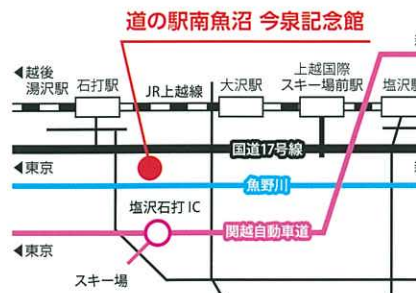 道の駅南魚沼 今泉記念館
越後
湯沢駅
石打駅
JR上越線
大沢駅
上越国際
スキー場前駅
塩沢駅
国道17号線
東京
魚野川
塩沢石打 IC
関越自動車道
東京
スキー場